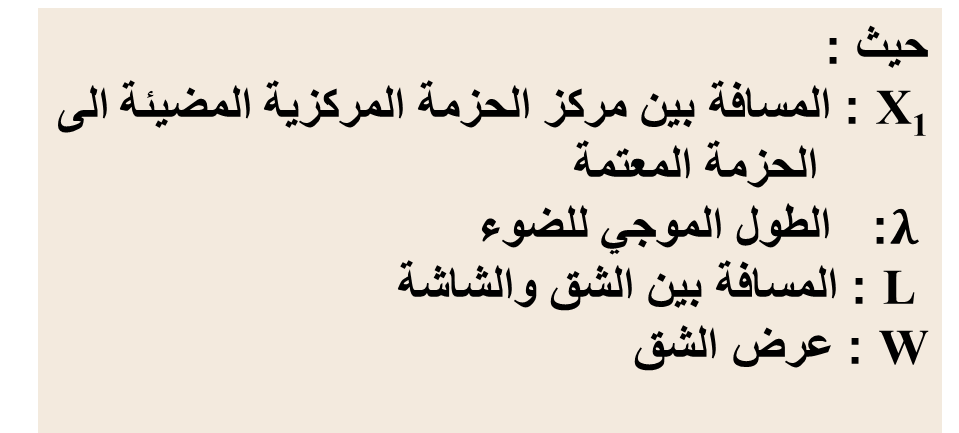 حيث :
X₁ : المسافة بين مركز الحزمة المركزية المضيئة الى
الحزمة المعتمة
λ: الطول الموجي للضوء
L : المسافة بين الشق والشاشة
W : عرض الشق